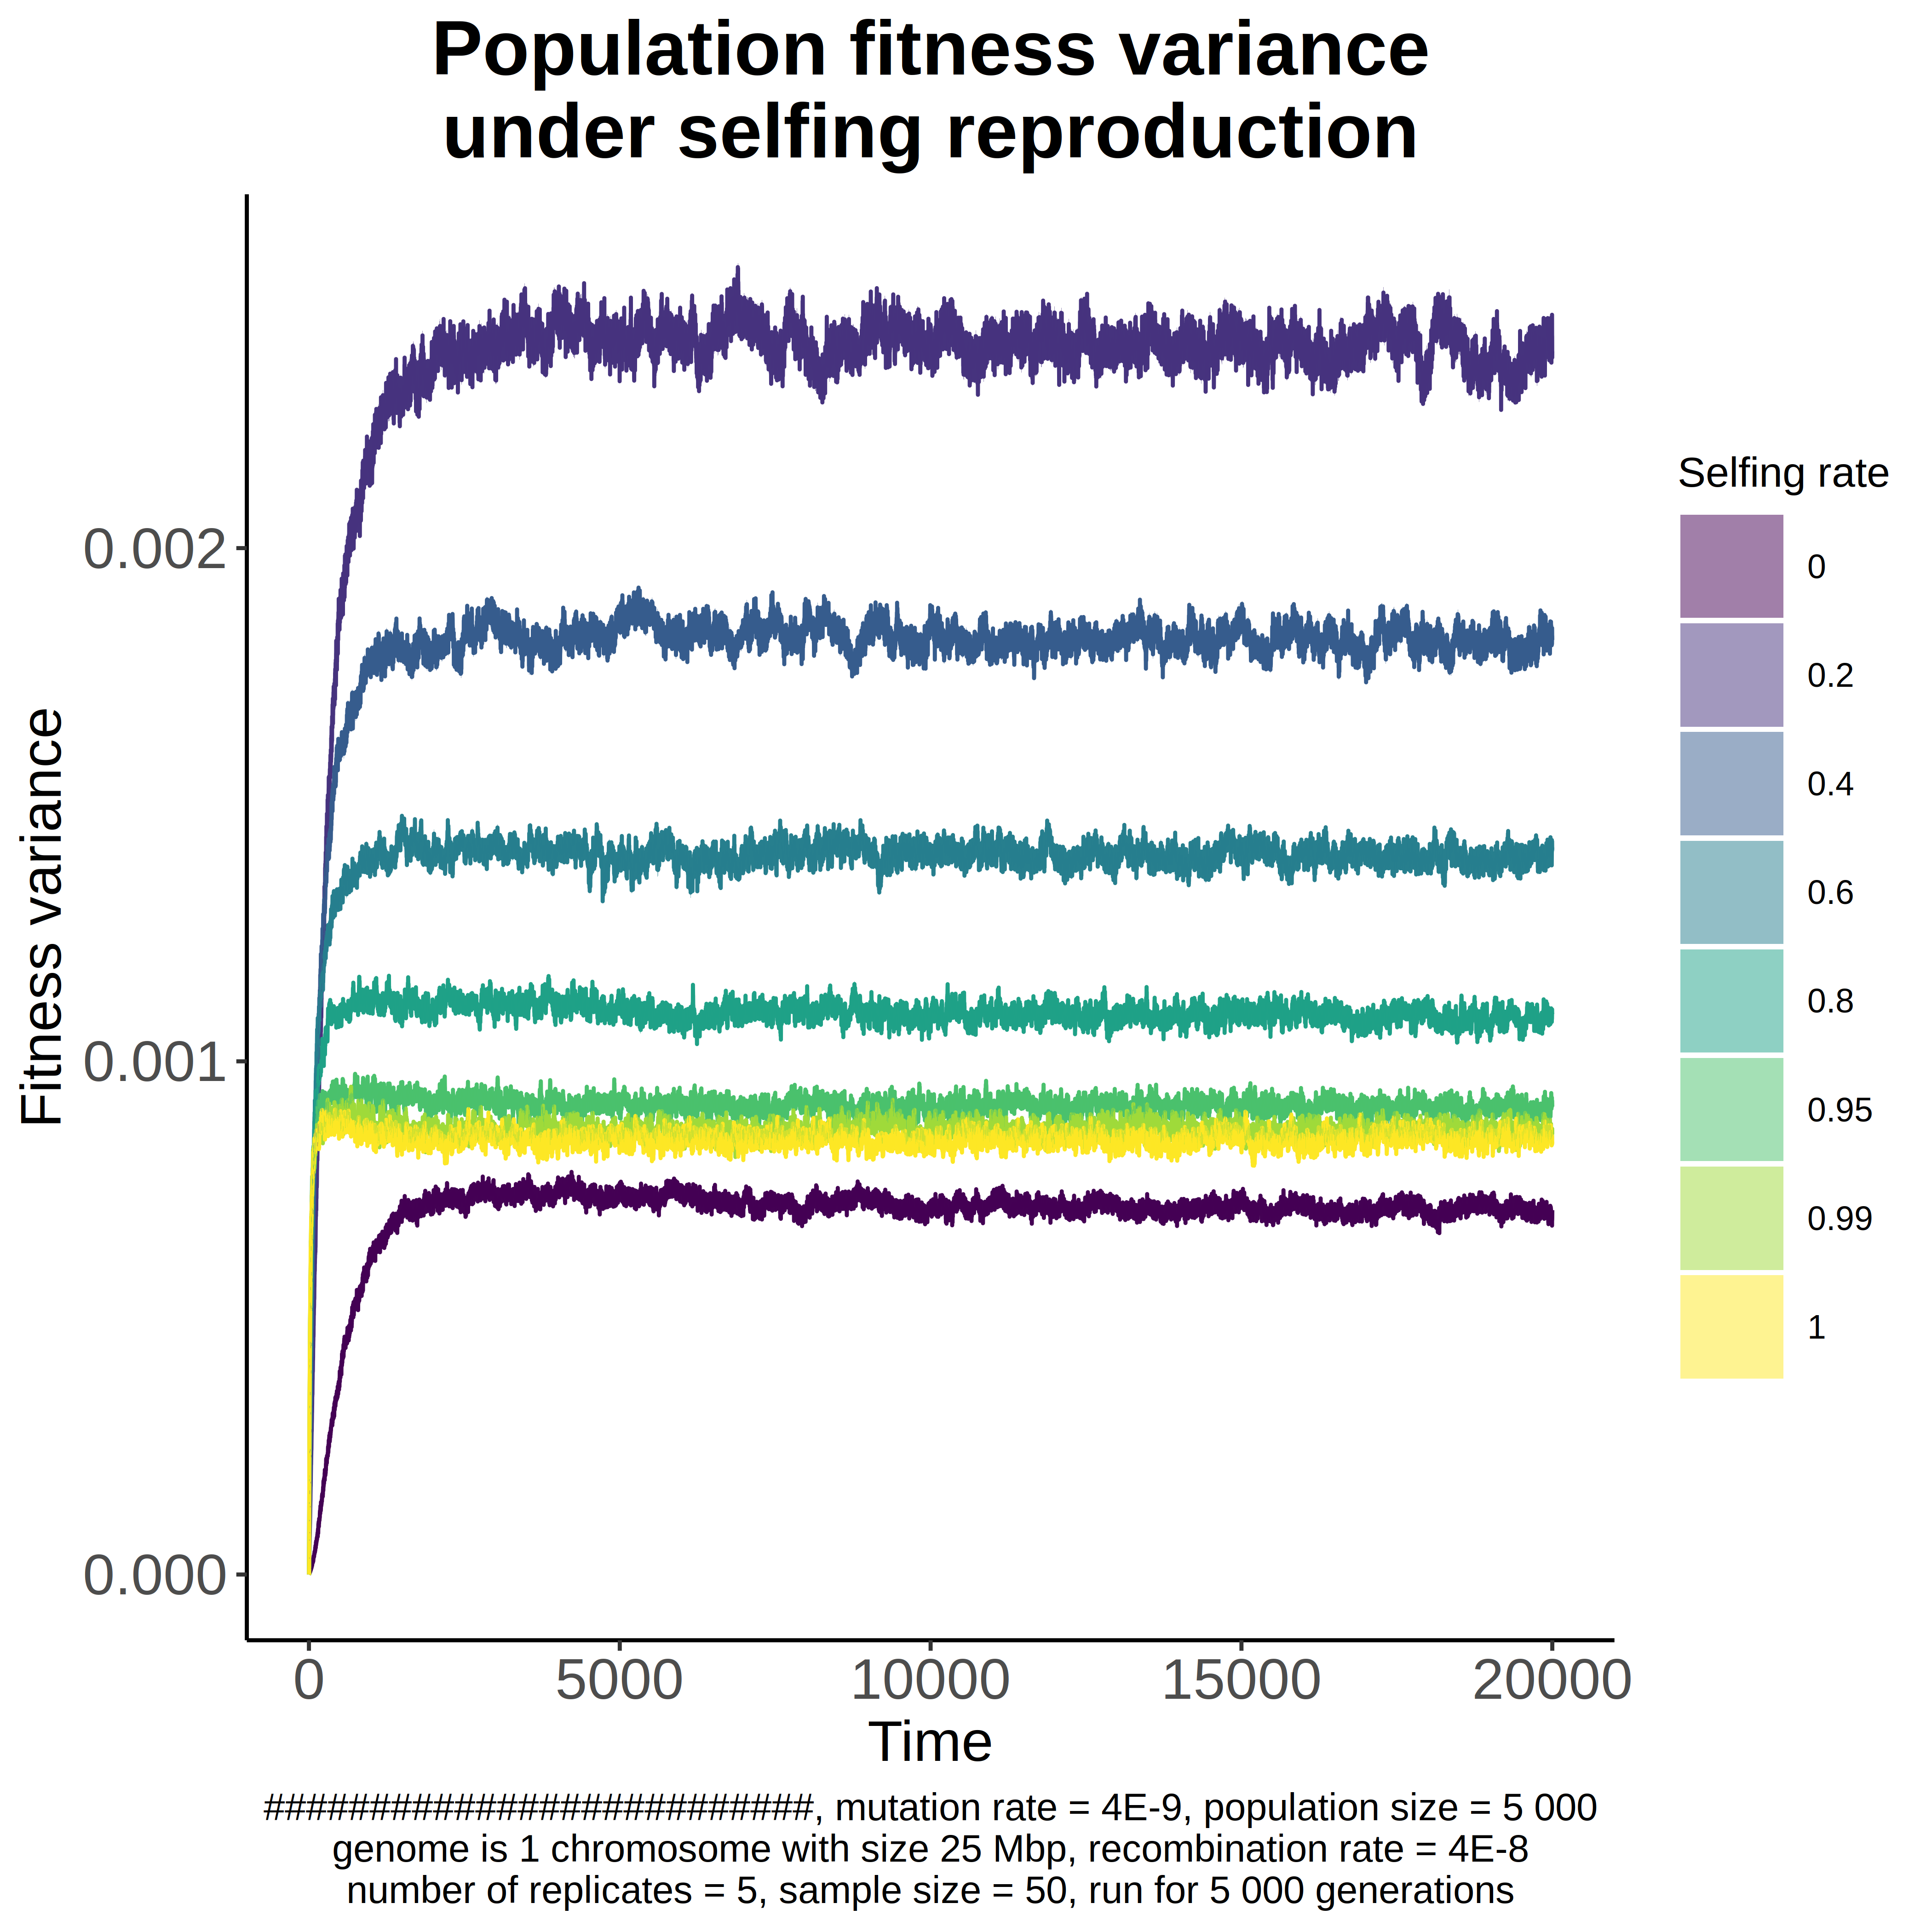 Population fitness variance
under selfing reproduction
Fitness variance
0.002
0.001
0.000
0
5000
10000
15000
20000
Time
Selfing rate
0
0.2
0.4
0.6
0.8
0.95
0.99
1
##########################, mutation rate = 4E-9, population size = 5 000
genome is 1 chromosome with size 25 Mbp, recombination rate = 4E-8
number of replicates = 5, sample size = 50, run for 5 000 generations